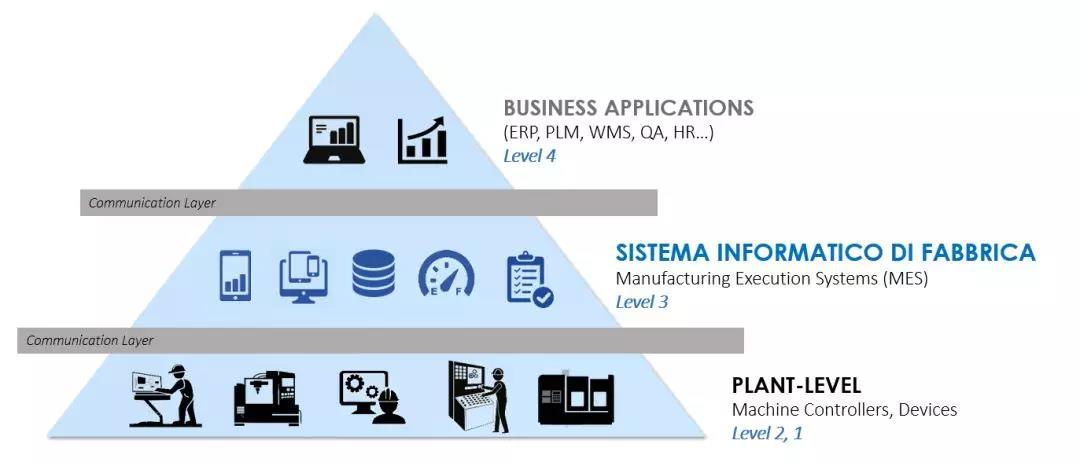 BUSINESS APPLICATIONS
(ERP, PLM, WMS, QA, HR...)
Level 4
Communication Layer
SISTEMA INFORMATICO DI FABBRICA
Manufacturing Execution Systems (MES)
Level 3
E F
Communication Layer
PLANT-LEVEL
Machine Controllers, Devices
Level 2, 1